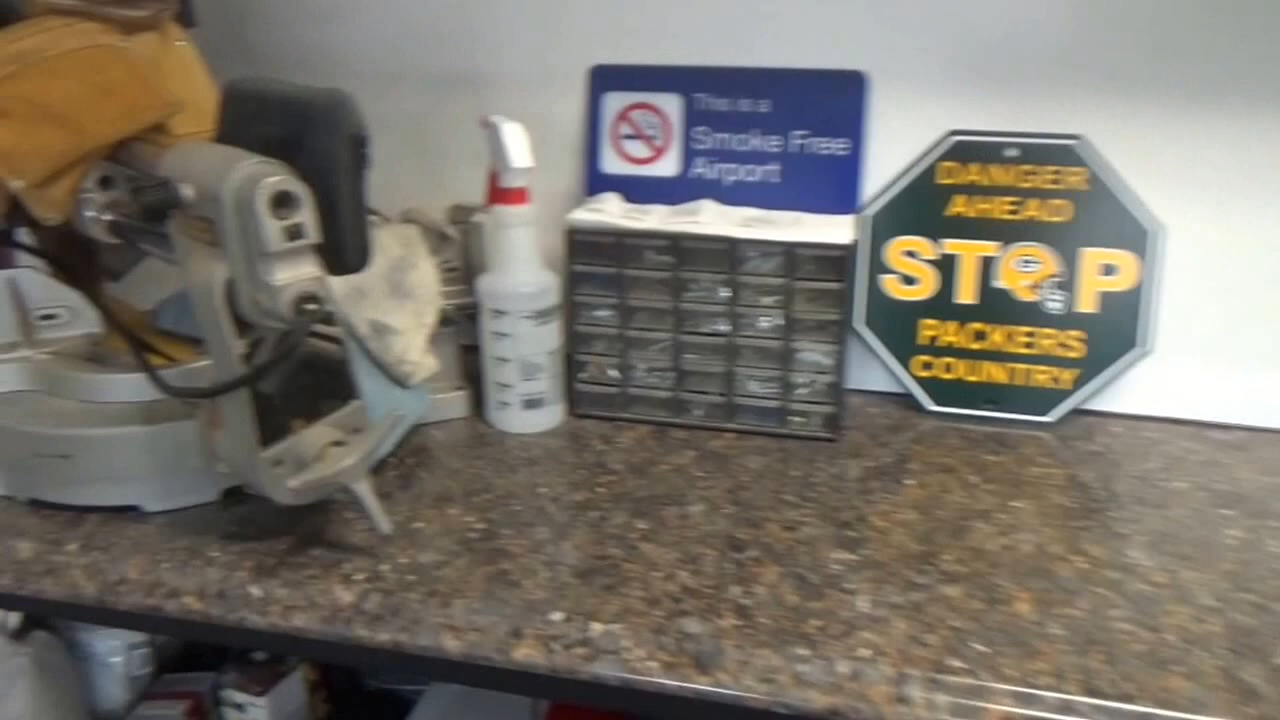 This is a
Smoke Free
Airport
DANGER
AHEAD
STOP
PACKERS
COUNTRY